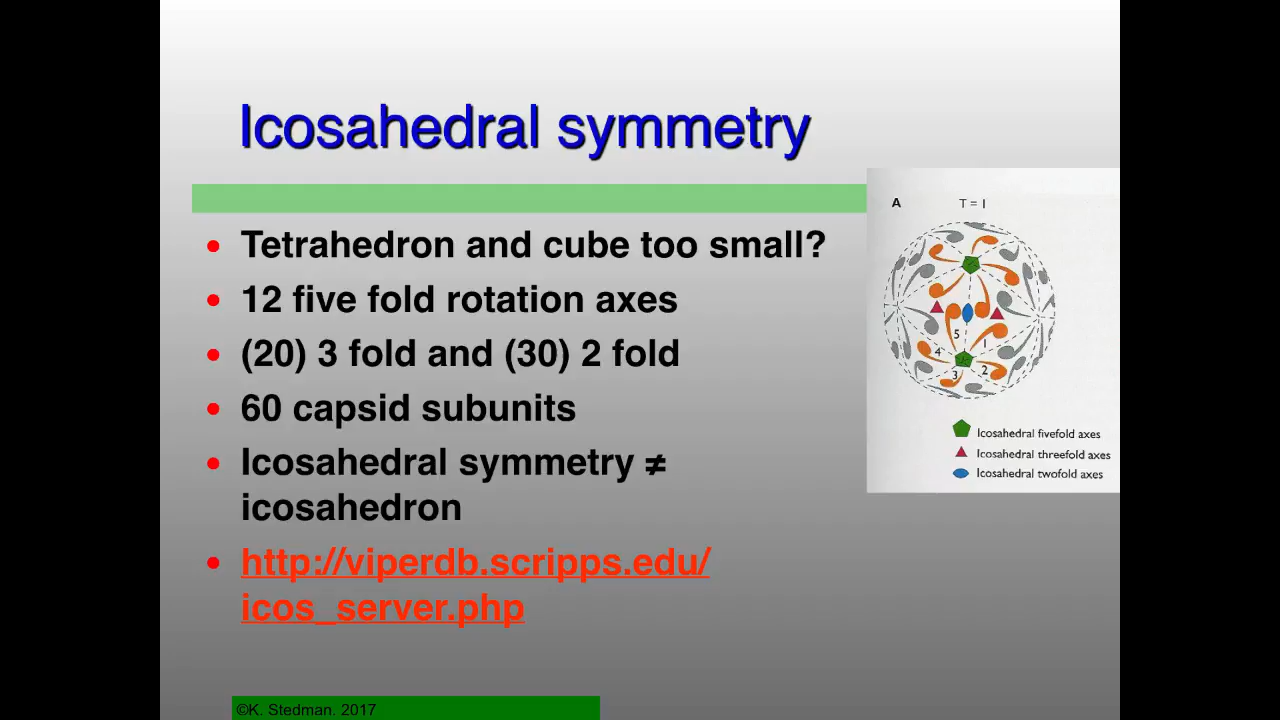 Icosahedral symmetry
• Tetrahedron and cube too small?
• 12 five fold rotation axes
• (20) 3 fold and (30) 2 fold
• 60 capsid subunits
• Icosahedral symmetry ≠
icosahedron
• http://viperdb.scripps.edu/
icos_server.php
A T = 1
5
1
4
3
2
Icosahedral fivefold axes
Icosahedral threefold axes
Icosahedral twofold axes
©K. Stedman. 2017